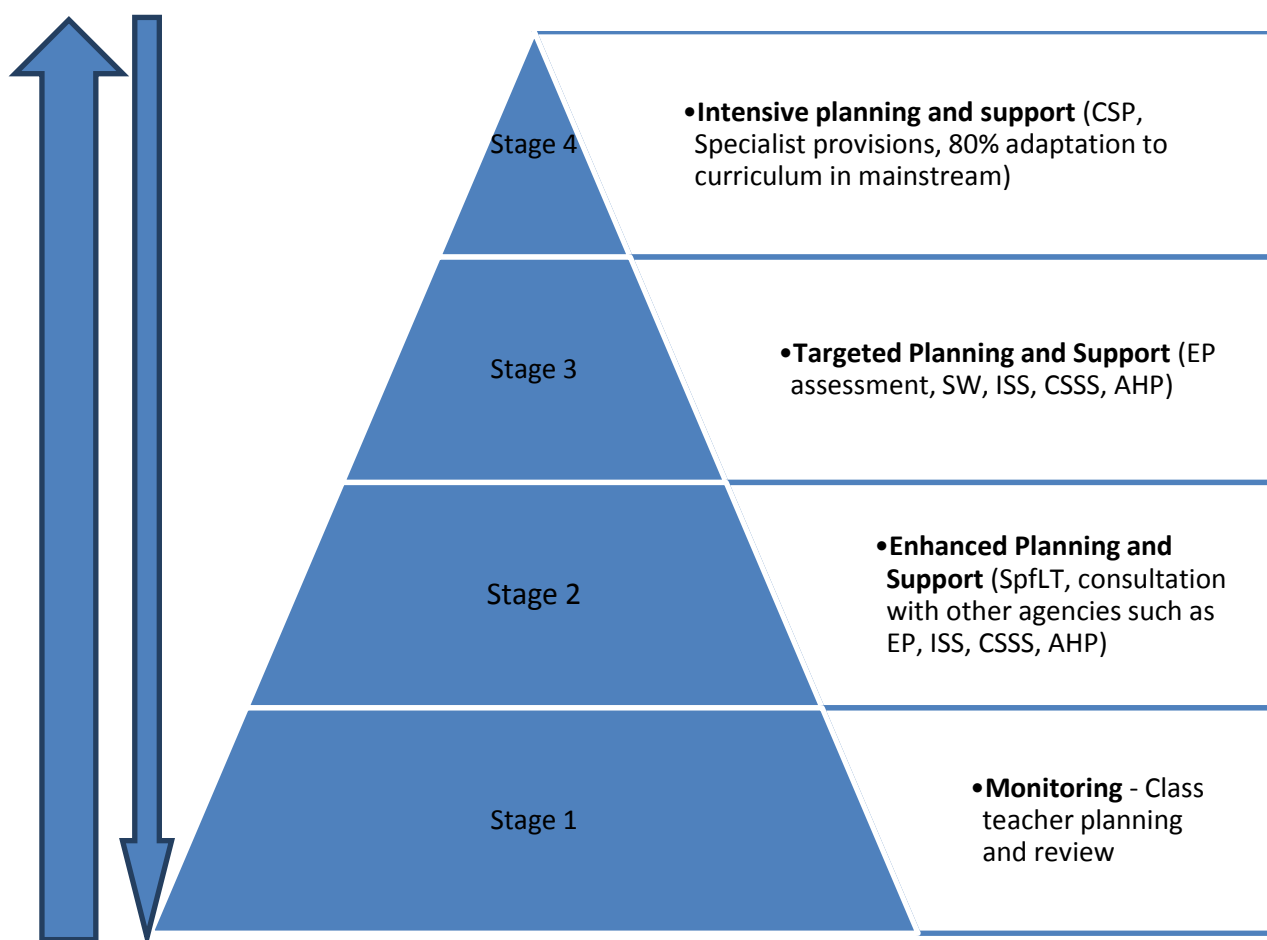 Stage 4
•Intensive planning and support (CSP,
Specialist provisions, 80% adaptation to
curriculum in mainstream)
Stage 3
•Targeted Planning and Support (EP
assessment, SW, ISS, CSSS, AHP)
Stage 2
•Enhanced Planning and
Support (SpfLT, consultation
with other agencies such as
EP, ISS, CSSS, AHP)
Stage 1
•Monitoring - Class
teacher planning
and review